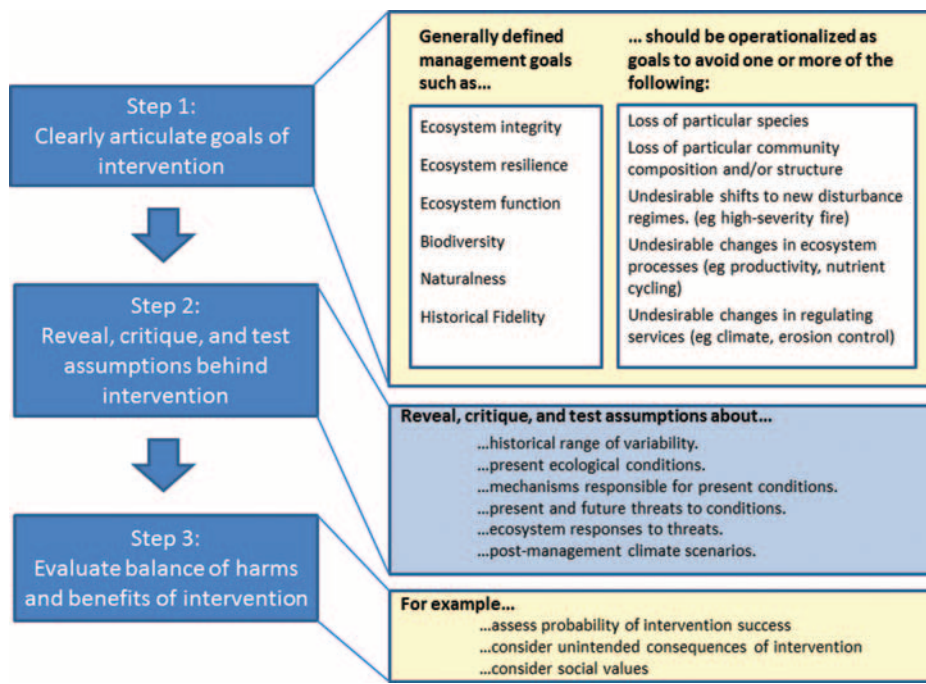 Step 1:
Clearly articulate goals of
intervention
Generally defined
management goals
such as...
Ecosystem integrity
Ecosystem resilience
Ecosystem function
Biodiversity
Naturalness
Historical Fidelity
... should be operationalized as
goals to avoid one or more of the
following:
Loss of particular species
Loss of particular community
composition and/or structure
Undesirable shifts to new disturbance
regimes. (eg high-severity fire)
Undesirable changes in ecosystem
processes (eg productivity, nutrient
cycling)
Undesirable changes in regulating
services (eg climate, erosion control)
Step 2:
Reveal, critique, and test
assumptions behind
intervention
Reveal, critique, and test assumptions about...
...historical range of variability.
...present ecological conditions.
...mechanisms responsible for present conditions.
...present and future threats to conditions.
...ecosystem responses to threats.
...post-management climate scenarios.
Step 3:
Evaluate balance of harms
and benefits of intervention
For example...
...assess probability of intervention success
...consider unintended consequences of intervention
...consider social values